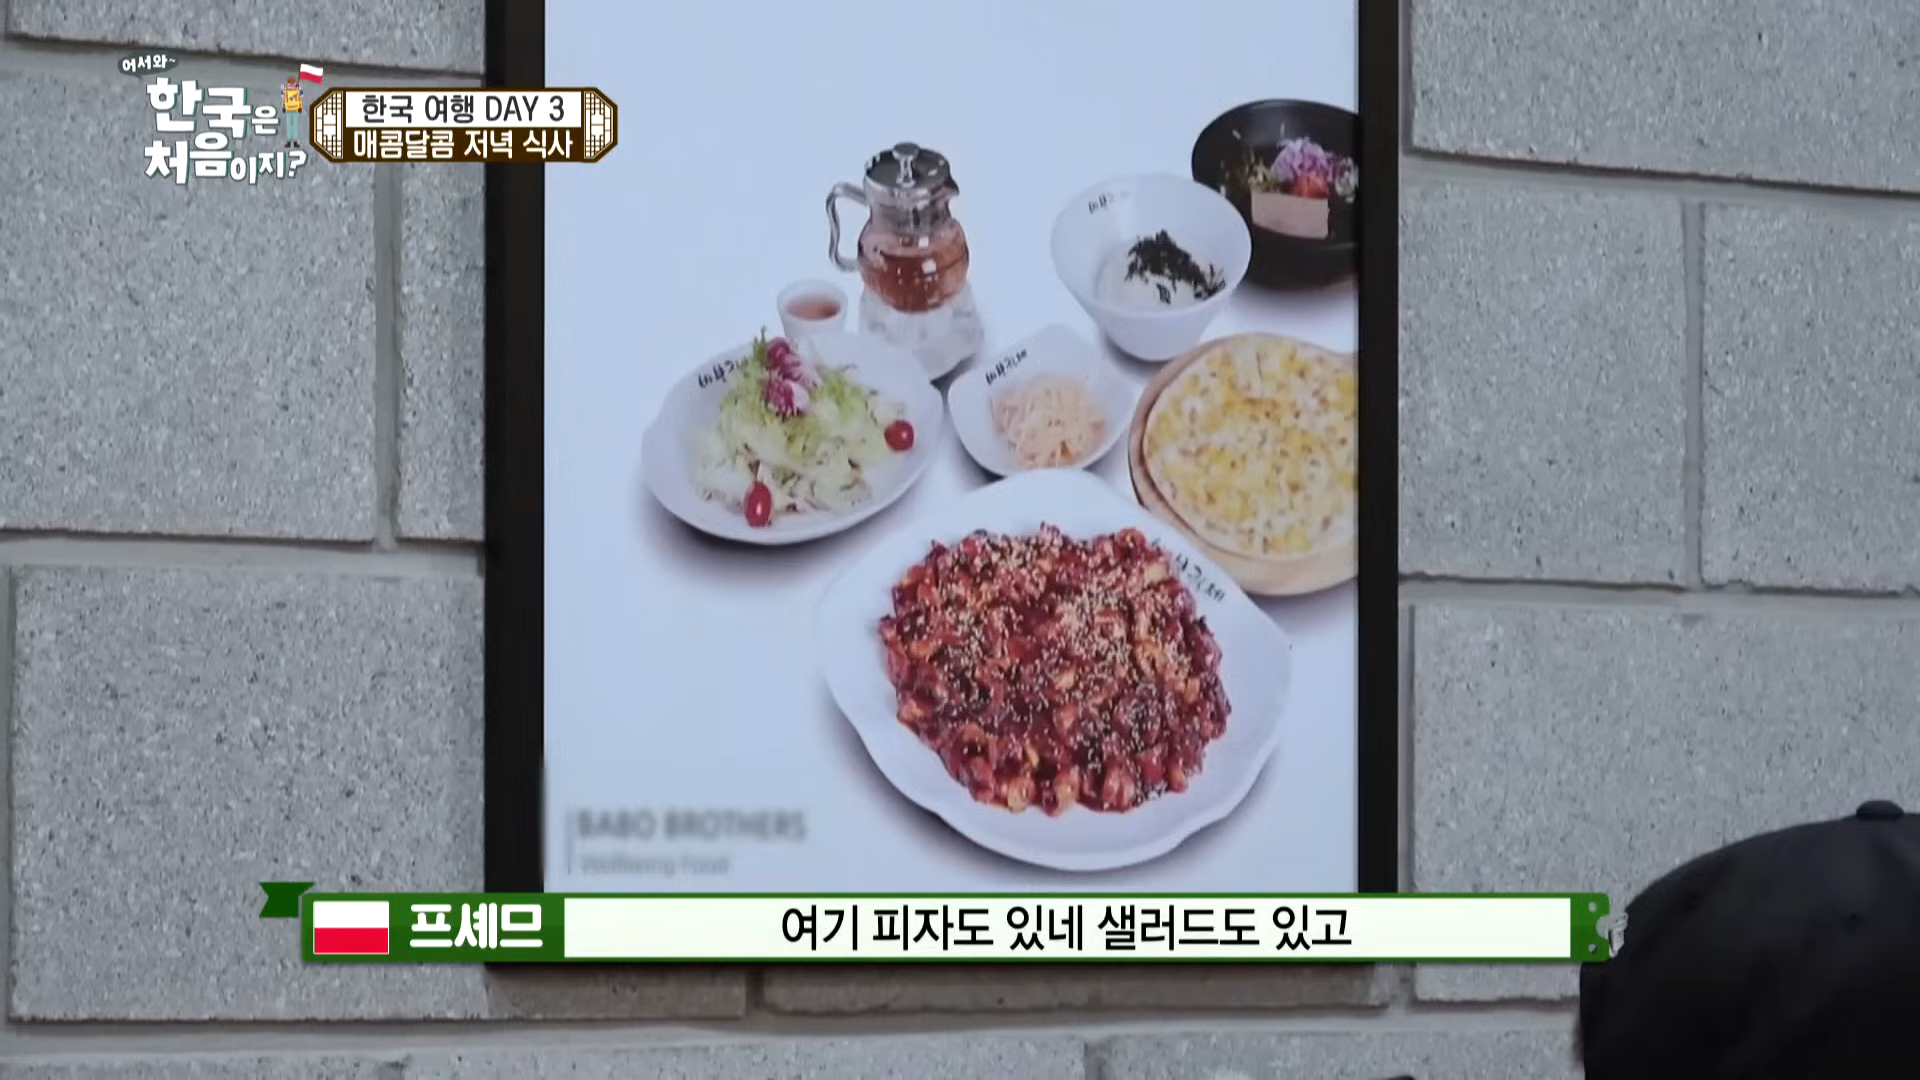 어서와~
한국은
처음이지?
한국 여행 DAY 3
매콤달콤 저녁 식사
BABO BROTHERS
Wellbeing Food
프셰므
여기 피자도 있네 샐러드도 있고